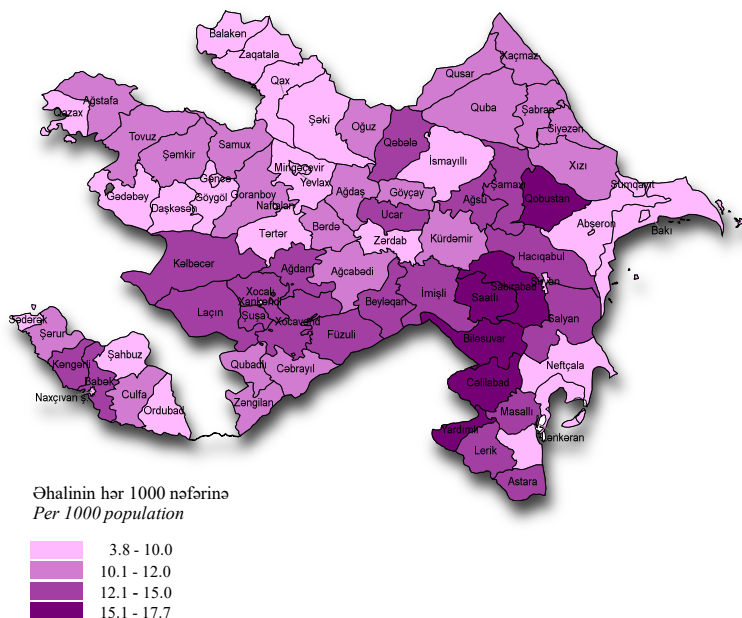 Balakən
Zaqatala
Qax
Şəki
Oğuz
Qəbələ
Qusar
Xaçmaz
Quba
Şabran
Siyəzən
Xızı
İsmayıllı
Şamaxı
Qobustan
Sumqayıt
Abşeron
Bakı
Qazax
Ağstafa
Tovuz
Şəmkir
Samux
Gədəbəy
Daşkəsən
Gəncə
Göygöl
Goranboy
Naftalan
Mingəçevir
Yevlax
Ağdaş
Göyçay
Ucar
Ağsu
Tərtər
Bərdə
Zərdab
Kürdəmir
Hacıqabul
Kəlbəcər
Ağdam
Ağcabədi
Xocalı
Xankəndi
Laçın
Şuşa
Xocavənd
Füzuli
Beyləqan
İmişli
Saatlı
Sabirabad
Şirvan
Salyan
Biləsuvar
Neftçala
Cəlilabad
Masallı
Yardımlı
Lənkəran
Lerik
Astara
Qubadlı
Cəbrayıl
Zəngilan
Sədərək
Şərur
Kəngərli
Şahbuz
Babək
Naxçıvan ş.
Culfa
Ordubad
Əhalinin hər 1000 nəfərinə
Per 1000 population
3.8 - 10.0
10.1 - 12.0
12.1 - 15.0
15.1 - 17.7